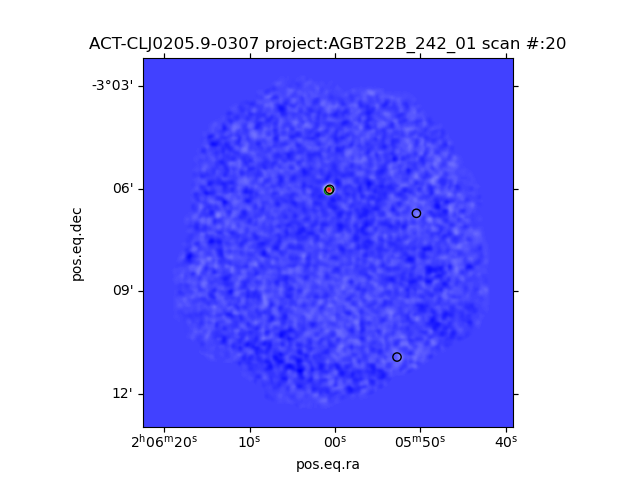 ACT-CLJ0205.9-0307 project:AGBT22B_242_01 scan #:20
-3°03'
06'
09'
12'
pos.eq.dec
2ʰ06ᵐ20ˢ 10ˢ 00ˢ 05ᵐ50ˢ 40ˢ
pos.eq.ra